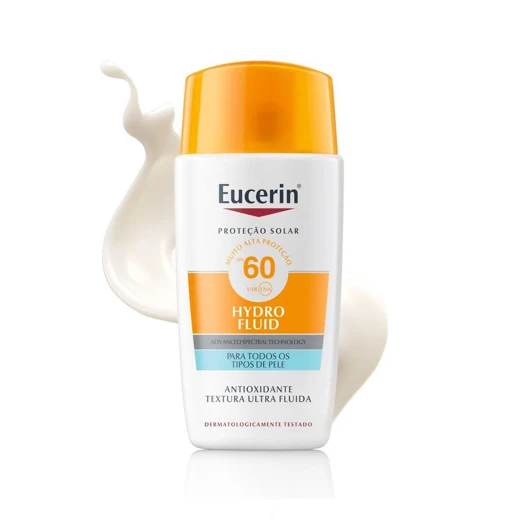 Eucerin®
PROTEÇÃO SOLAR
MUITO ALTA PROTEÇÃO
FPS 60
UVB UVA
HYDRO
FLUID
ADVANCED SPECTRAL TECHNOLOGY
PARA TODOS OS
TIPOS DE PELE
ANTIOXIDANTE
TEXTURA ULTRA FLUIDA
DERMATOLOGICAMENTE TESTADO